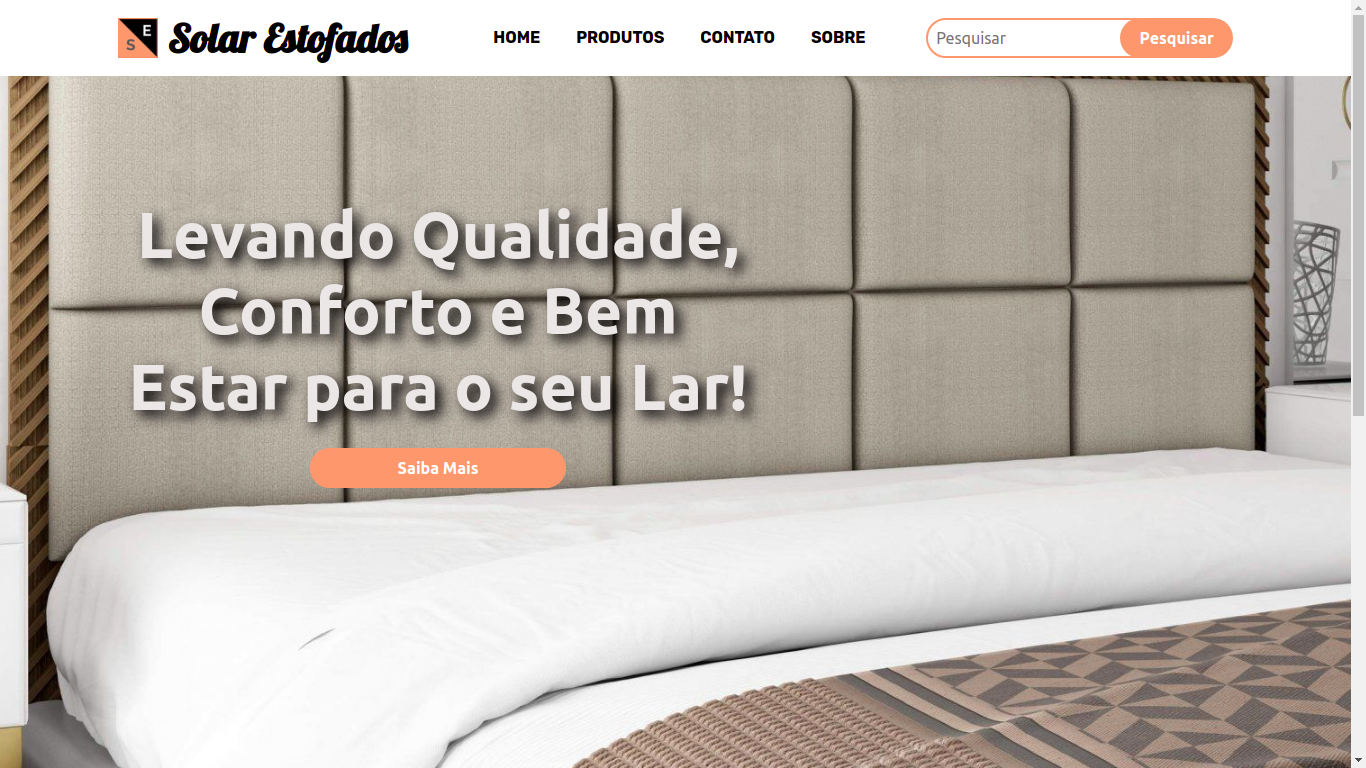 E
S
Solar Estofados
HOME
PRODUTOS
CONTATO
SOBRE
Pesquisar
Pesquisar
Levando Qualidade,
Conforto e Bem
Estar para o seu Lar!
Saiba Mais